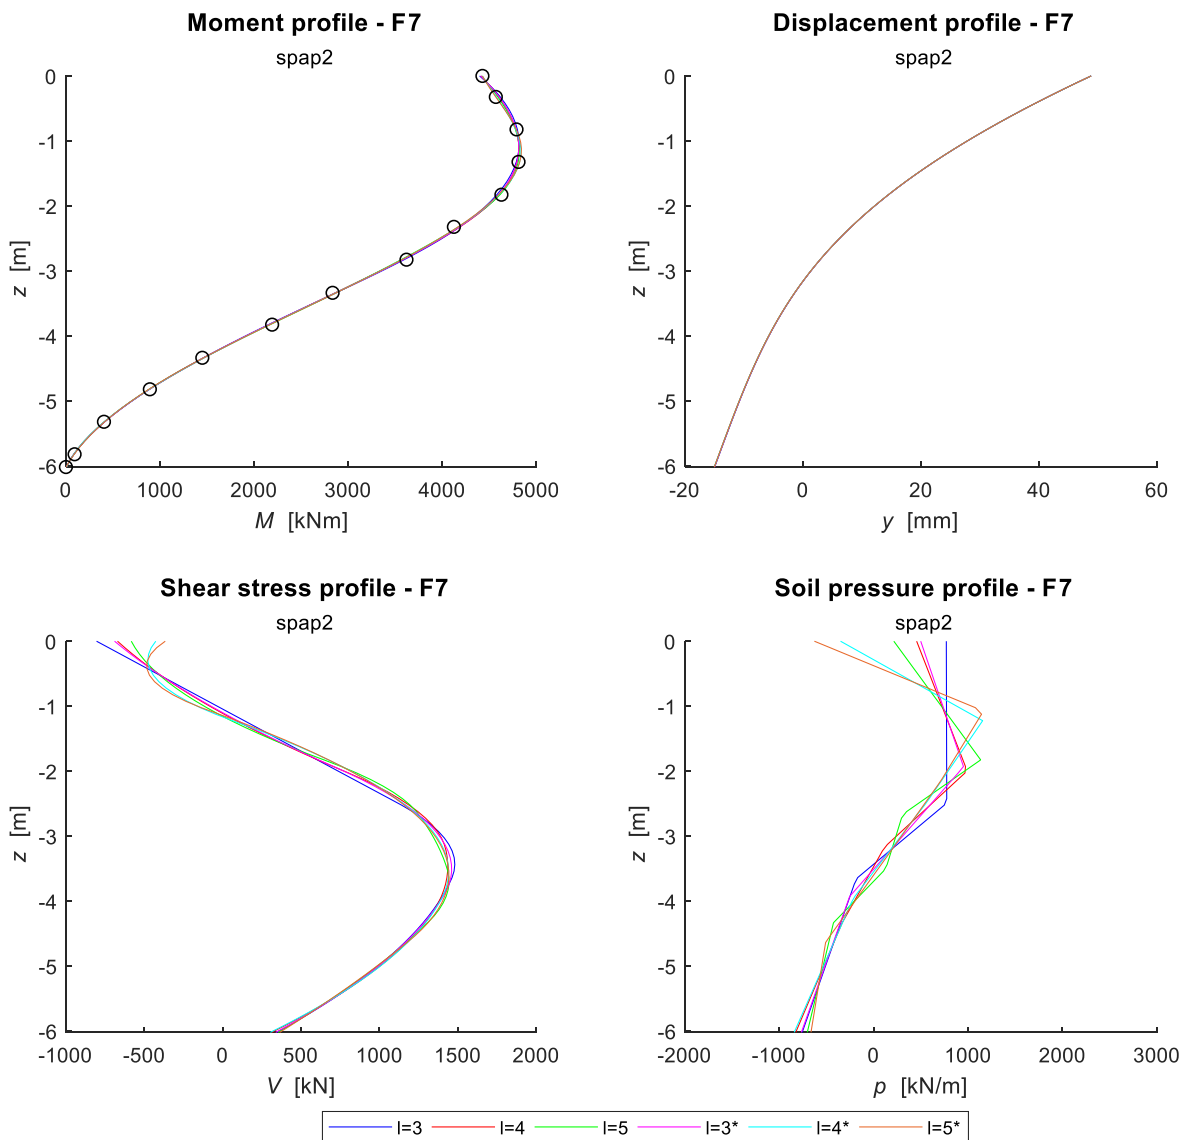 Moment profile - F7
spap2
0
-1
-2
-3
-4
-5
-6
z [m]
0 1000 2000 3000 4000 5000
M [kNm]
Displacement profile - F7
spap2
0
-1
-2
-3
-4
-5
-6
z [m]
-20 0 20 40 60
y [mm]
Shear stress profile - F7
spap2
0
-1
-2
-3
-4
-5
-6
z [m]
-1000 -500 0 500 1000 1500 2000
V [kN]
Soil pressure profile - F7
spap2
0
-1
-2
-3
-4
-5
-6
z [m]
-2000 -1000 0 1000 2000 3000
p [kN/m]
l=3 l=4 l=5 l=3* l=4* l=5*